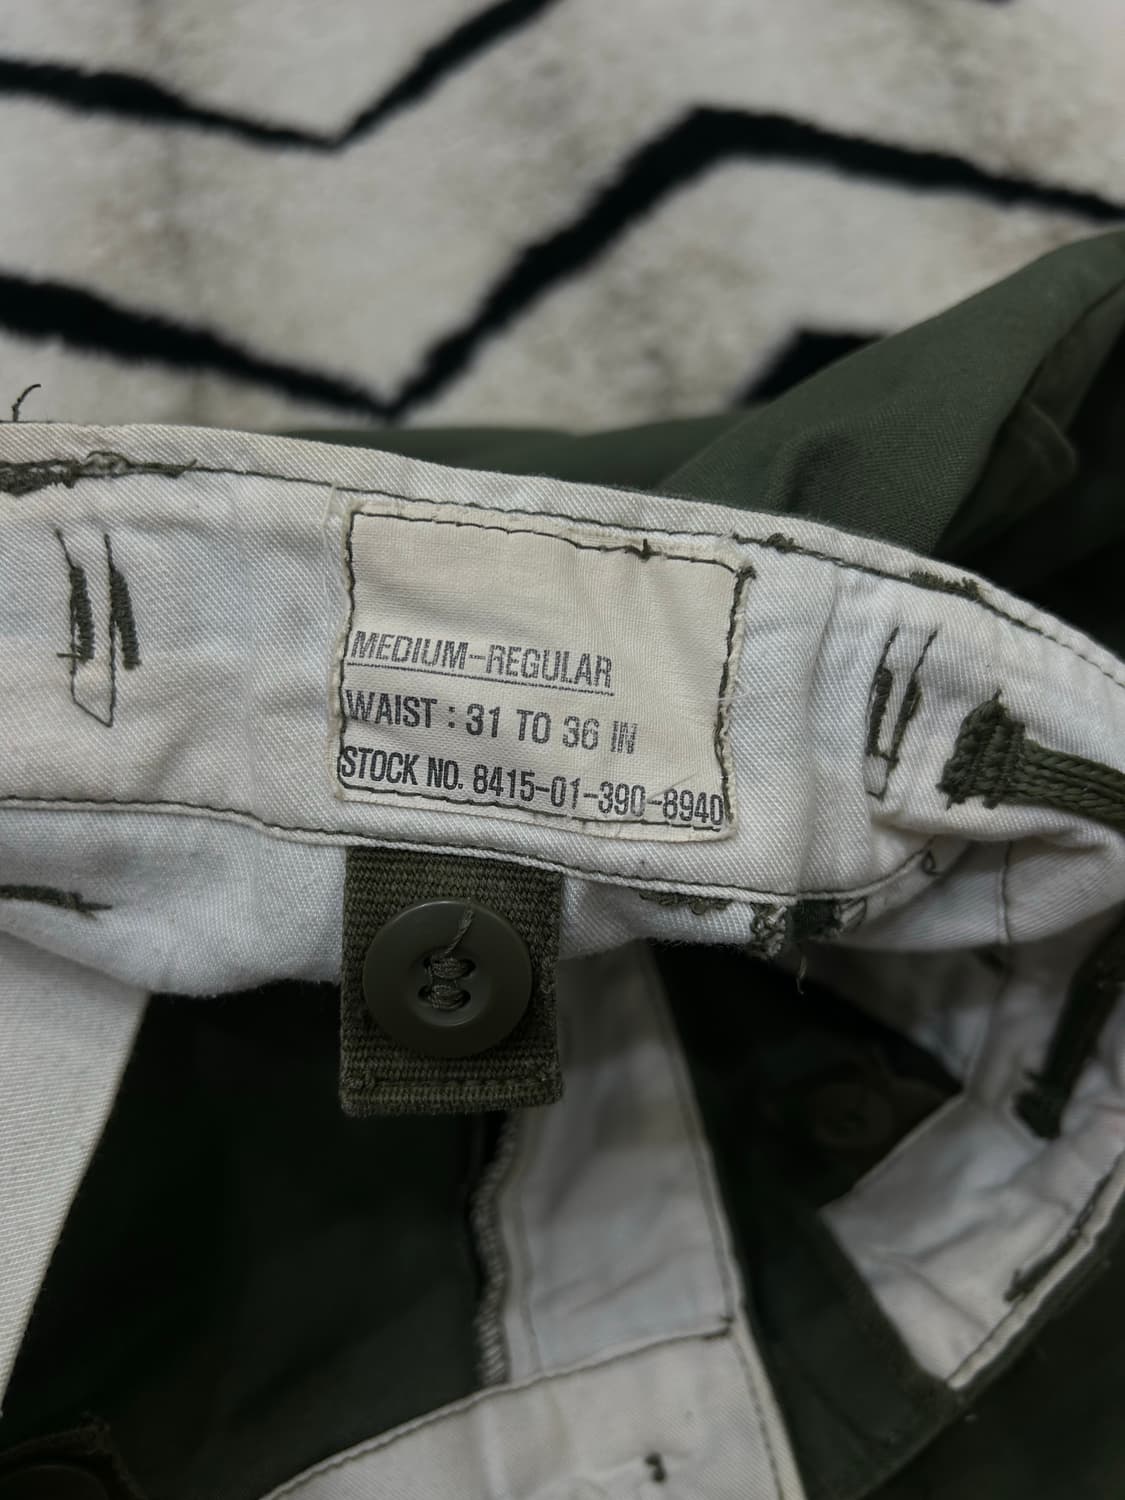 MEDIUM-REGULAR
WAIST : 31 TO 36 IN
STOCK NO. 8415-01-390-8940